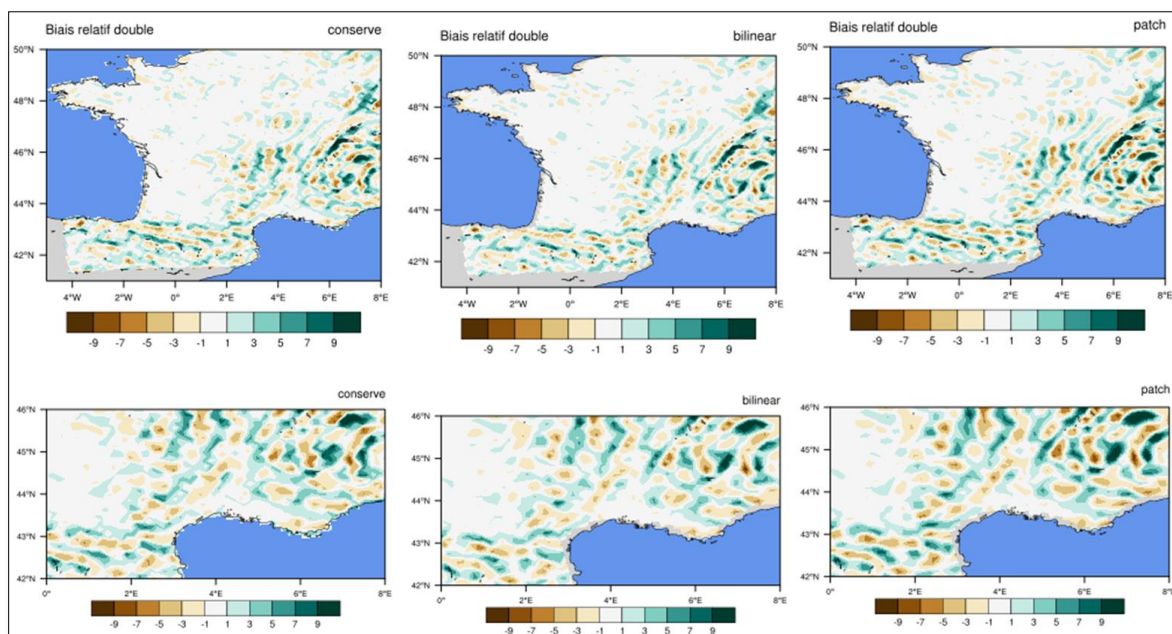 Biais relatif double conserve
50°N
48°N
46°N
44°N
42°N
4°W 2°W 0° 2°E 4°E 6°E 8°E
-9 -7 -5 -3 -1 1 3 5 7 9
Biais relatif double bilinear
50°N
48°N
46°N
44°N
42°N
4°W 2°W 0° 2°E 4°E 6°E 8°E
-9 -7 -5 -3 -1 1 3 5 7 9
Biais relatif double patch
50°N
48°N
46°N
44°N
42°N
4°W 2°W 0° 2°E 4°E 6°E 8°E
-9 -7 -5 -3 -1 1 3 5 7 9
conserve
46°N
45°N
44°N
43°N
42°N
0° 2°E 4°E 6°E 8°E
-9 -7 -5 -3 -1 1 3 5 7 9
bilinear
46°N
45°N
44°N
43°N
42°N
0° 2°E 4°E 6°E 8°E
-9 -7 -5 -3 -1 1 3 5 7 9
patch
46°N
45°N
44°N
43°N
42°N
0° 2°E 4°E 6°E 8°E
-9 -7 -5 -3 -1 1 3 5 7 9